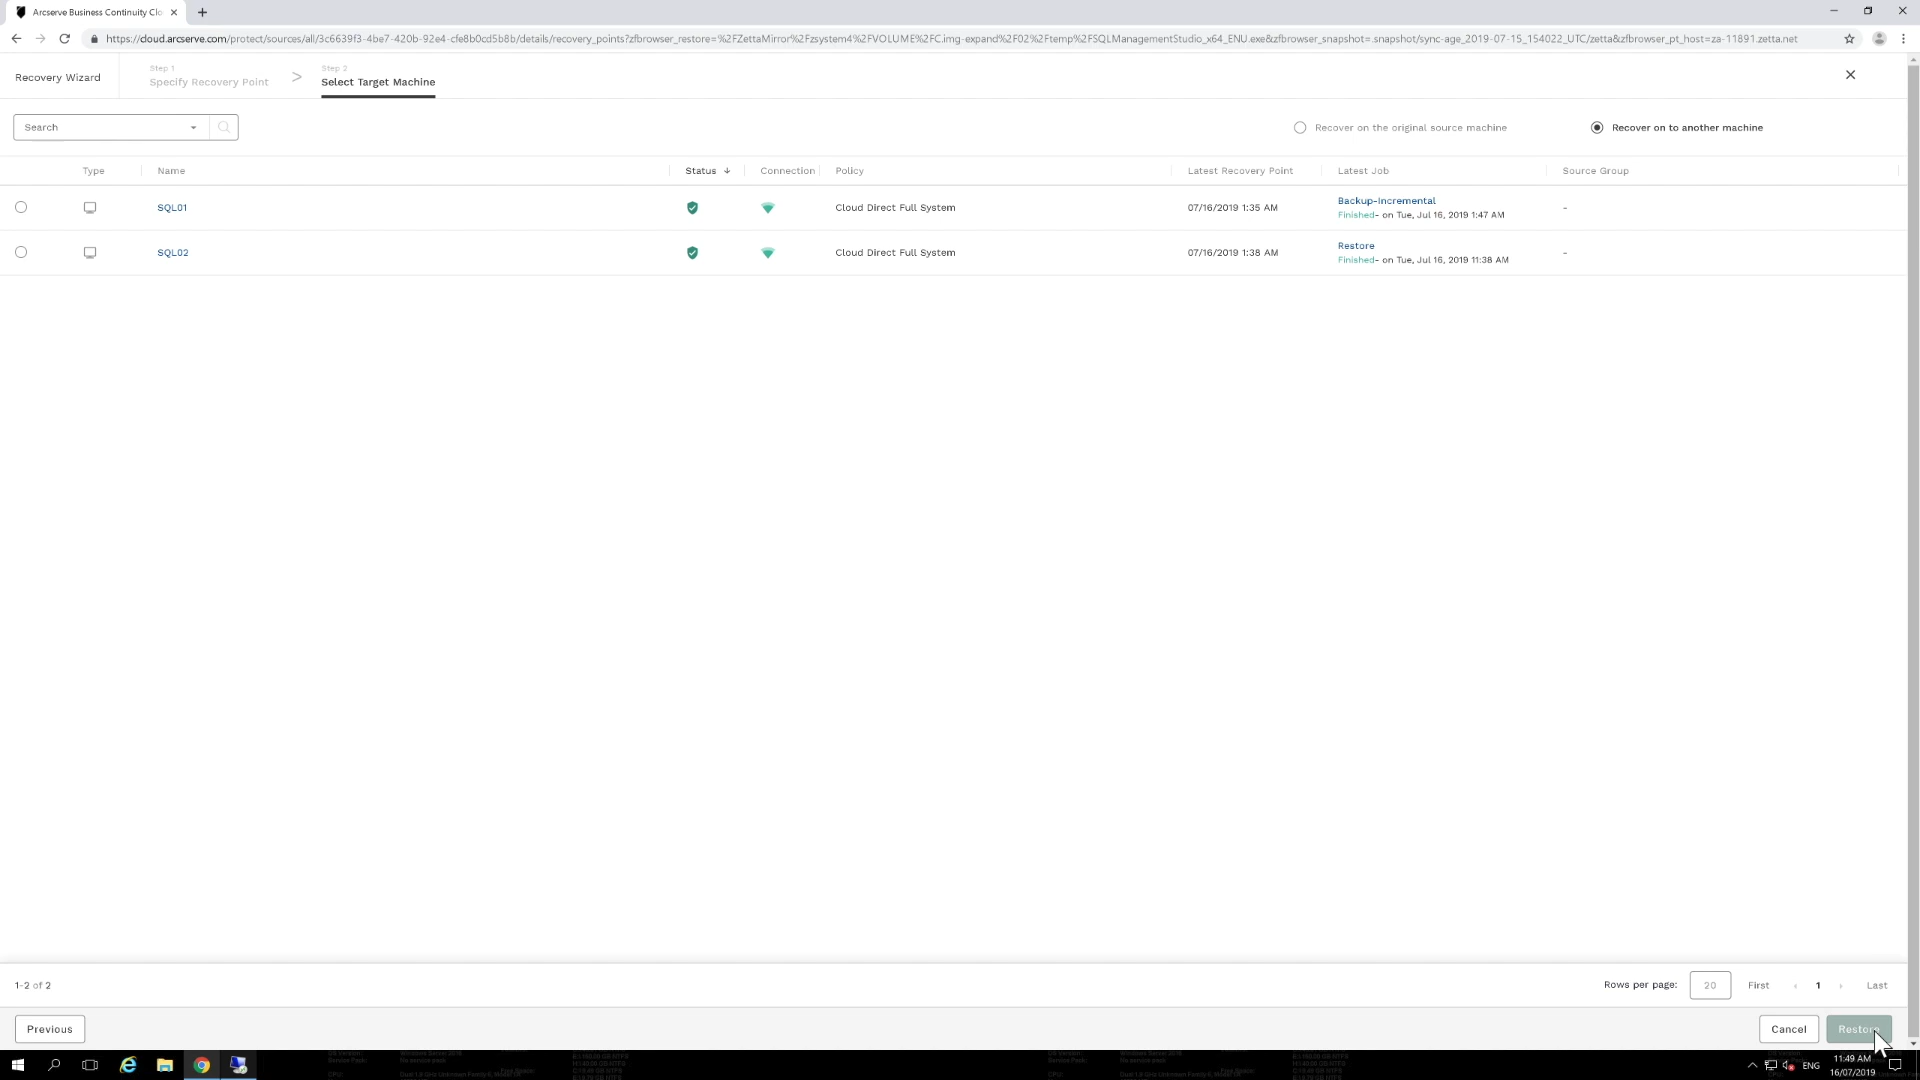 Arcserve Business Continuity Clo
https://cloud.arcserve.com/protect/sources/all/3c6639f3-4be7-420b-92e4-cfe8b0cd5b8b/details/recovery_points?zfbrowser_restore=%2FZettaMirror%2Fzsystem4%2FVOLUME%2FC.img-expand%2F02%2Ftemp%2FSQLManagementStudio_x64_ENU.exe&zfbrowser_snapshot=.snapshot/sync-age_2019-07-15_154022_UTC/zetta&zfbrowser_pt_host=za-11891.zetta.net
Recovery Wizard
Step 1
Specify Recovery Point
>
Step 2
Select Target Machine
Search
Recover on the original source machine
Recover on to another machine
Type Name Status Connection Policy Latest Recovery Point Latest Job Source Group
SQL01 Cloud Direct Full System 07/16/2019 1:35 AM Backup-Incremental -
Finished- on Tue, Jul 16, 2019 1:47 AM
SQL02 Cloud Direct Full System 07/16/2019 1:38 AM Restore -
Finished- on Tue, Jul 16, 2019 11:38 AM
1-2 of 2
Rows per page: 20 First 1 Last
Previous
Cancel
Restore
ENG
11:49 AM
16/07/2019